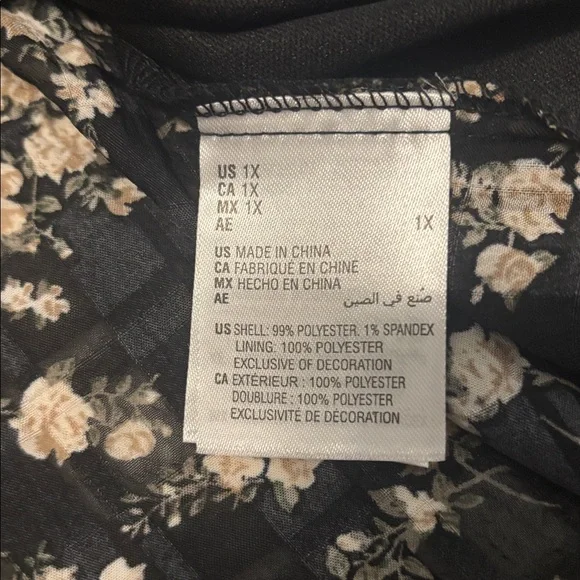 US 1X
CA 1X
MX 1X
AE 1X
US MADE IN CHINA
CA FABRIQUÉ EN CHINE
MX HECHO EN CHINA
AE صُنع في الصين
US SHELL: 99% POLYESTER. 1% SPANDEX
LINING: 100% POLYESTER
EXCLUSIVE OF DECORATION
CA EXTÉRIEUR : 100% POLYESTER
DOUBLURE : 100% POLYESTER
EXCLUSIVITÉ DE DÉCORATION